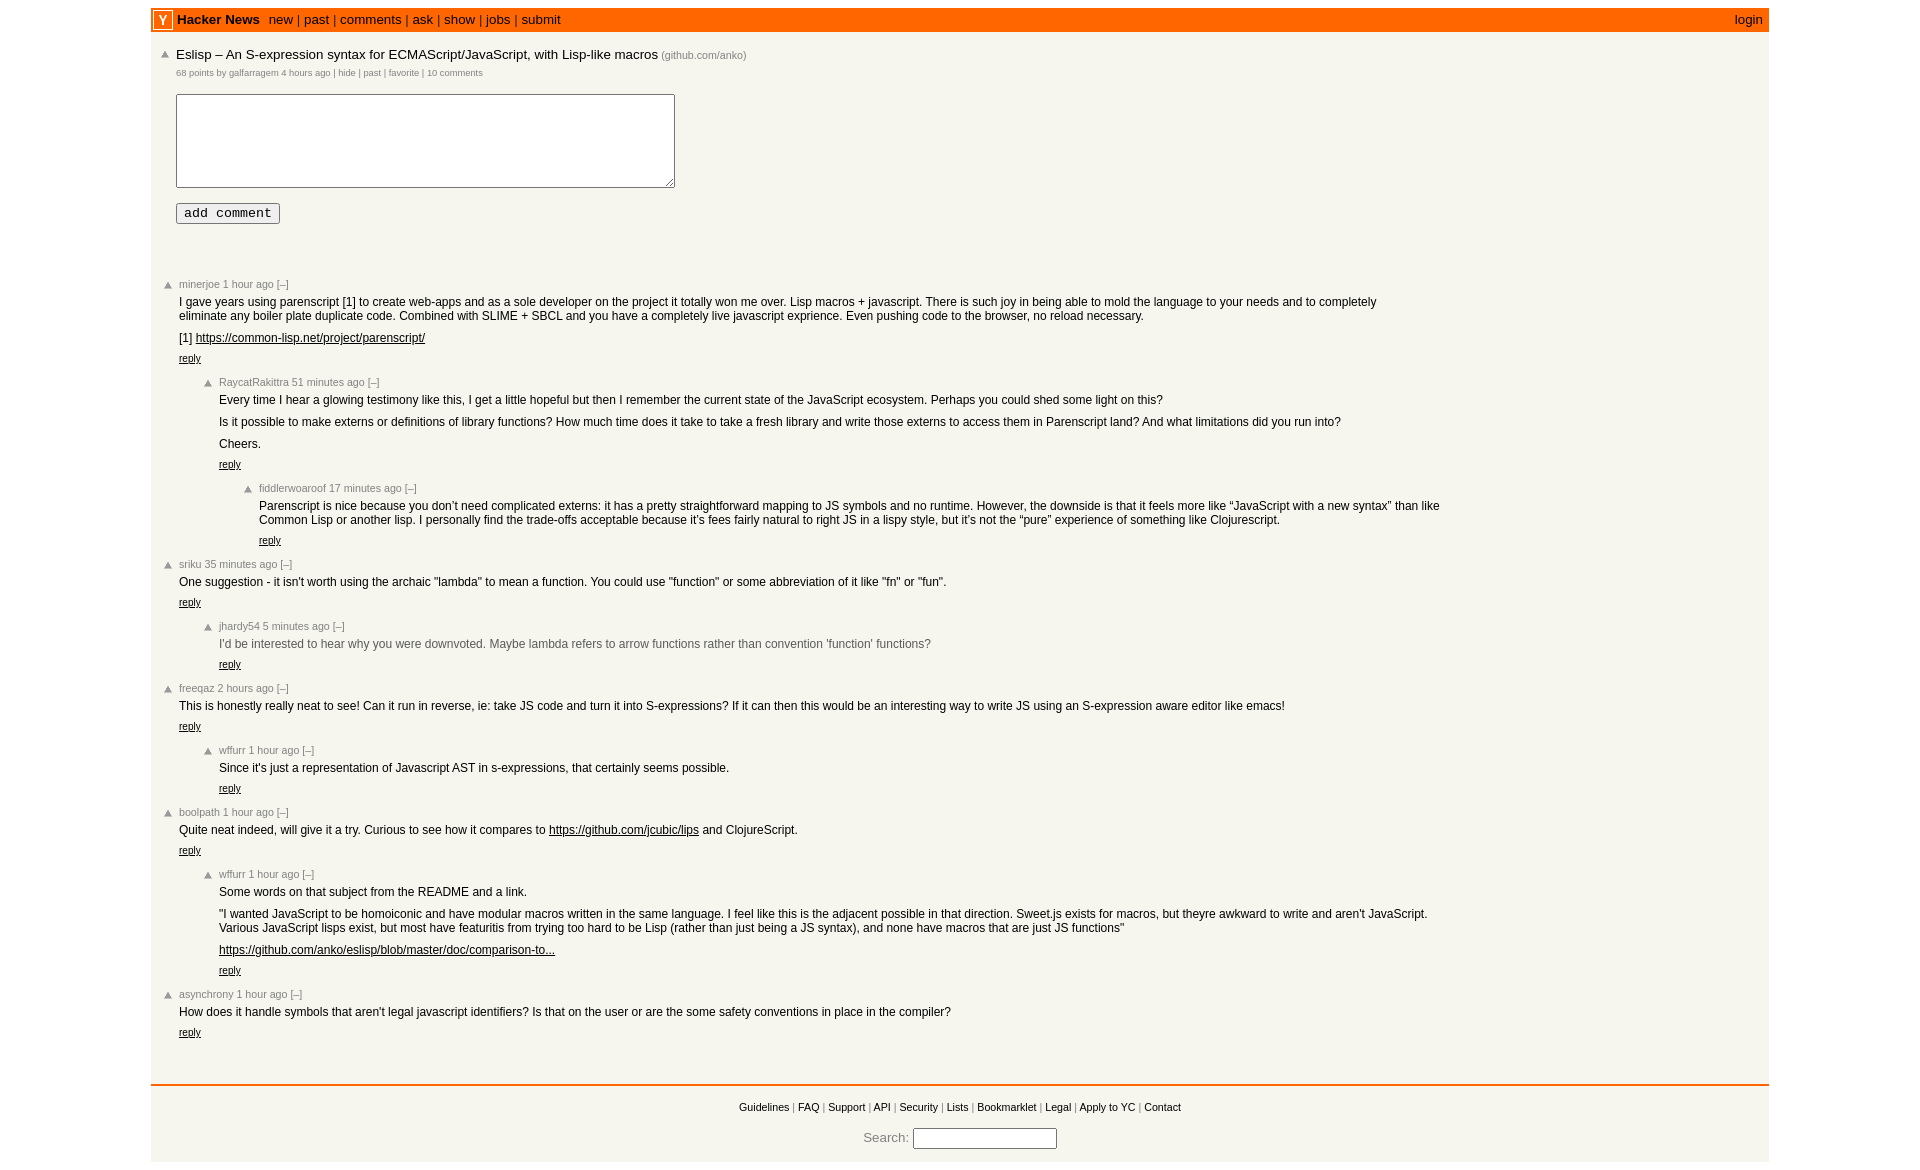 Y Hacker News new | past | comments | ask | show | jobs | submit login
Eslisp – An S-expression syntax for ECMAScript/JavaScript, with Lisp-like macros (github.com/anko)
68 points by galfarragem 4 hours ago | hide | past | favorite | 10 comments
add comment
minerjoe 1 hour ago [–]
I gave years using parenscript [1] to create web-apps and as a sole developer on the project it totally won me over. Lisp macros + javascript. There is such joy in being able to mold the language to your needs and to completely
eliminate any boiler plate duplicate code. Combined with SLIME + SBCL and you have a completely live javascript exprience. Even pushing code to the browser, no reload necessary.
[1] https://common-lisp.net/project/parenscript/
reply
RaycatRakittra 51 minutes ago [–]
Every time I hear a glowing testimony like this, I get a little hopeful but then I remember the current state of the JavaScript ecosystem. Perhaps you could shed some light on this?
Is it possible to make externs or definitions of library functions? How much time does it take to take a fresh library and write those externs to access them in Parenscript land? And what limitations did you run into?
Cheers.
reply
fiddlerwoaroof 17 minutes ago [–]
Parenscript is nice because you don’t need complicated externs: it has a pretty straightforward mapping to JS symbols and no runtime. However, the downside is that it feels more like “JavaScript with a new syntax” than like
Common Lisp or another lisp. I personally find the trade-offs acceptable because it’s fees fairly natural to right JS in a lispy style, but it’s not the “pure” experience of something like Clojurescript.
reply
sriku 35 minutes ago [–]
One suggestion - it isn't worth using the archaic "lambda" to mean a function. You could use "function" or some abbreviation of it like "fn" or "fun".
reply
jhardy54 5 minutes ago [–]
I'd be interested to hear why you were downvoted. Maybe lambda refers to arrow functions rather than convention 'function' functions?
reply
freeqaz 2 hours ago [–]
This is honestly really neat to see! Can it run in reverse, ie: take JS code and turn it into S-expressions? If it can then this would be an interesting way to write JS using an S-expression aware editor like emacs!
reply
wffurr 1 hour ago [–]
Since it's just a representation of Javascript AST in s-expressions, that certainly seems possible.
reply
boolpath 1 hour ago [–]
Quite neat indeed, will give it a try. Curious to see how it compares to https://github.com/jcubic/lips and ClojureScript.
reply
wffurr 1 hour ago [–]
Some words on that subject from the README and a link.
"I wanted JavaScript to be homoiconic and have modular macros written in the same language. I feel like this is the adjacent possible in that direction. Sweet.js exists for macros, but theyre awkward to write and aren't JavaScript.
Various JavaScript lisps exist, but most have featuritis from trying too hard to be Lisp (rather than just being a JS syntax), and none have macros that are just JS functions"
https://github.com/anko/eslisp/blob/master/doc/comparison-to...
reply
asynchrony 1 hour ago [–]
How does it handle symbols that aren't legal javascript identifiers? Is that on the user or are the some safety conventions in place in the compiler?
reply
Guidelines | FAQ | Support | API | Security | Lists | Bookmarklet | Legal | Apply to YC | Contact
Search: